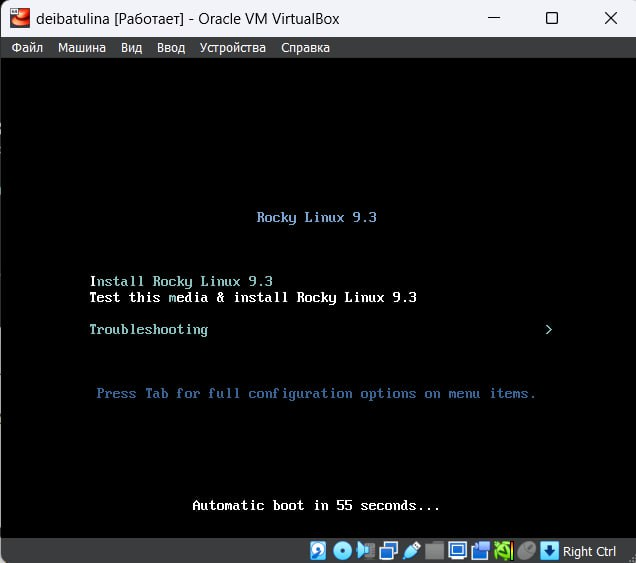 deibatulina [Работает] - Oracle VM VirtualBox
Файл Машина Вид Ввод Устройства Справка
Rocky Linux 9.3
Install Rocky Linux 9.3
Test this media & install Rocky Linux 9.3
Troubleshooting >
Press Tab for full configuration options on menu items.
Automatic boot in 55 seconds...
Right Ctrl